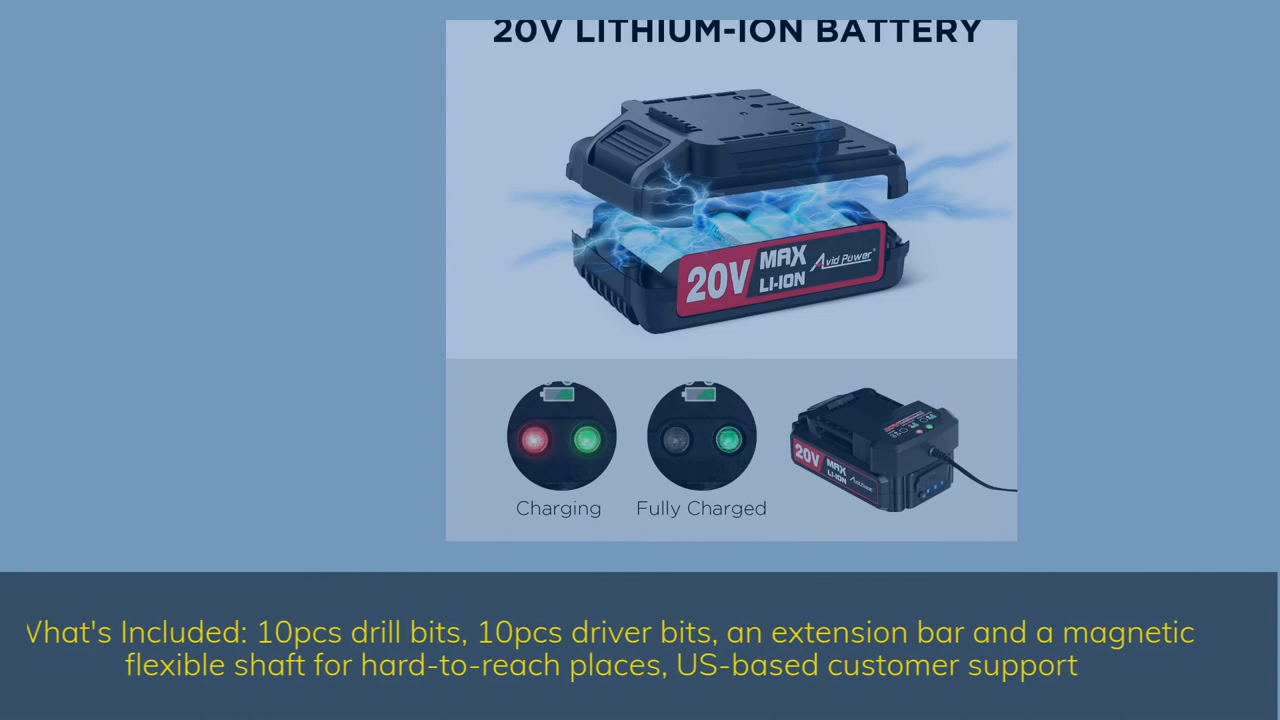 20V LITHIUM-ION BATTERY
20V MAX LI-ION Avid Power
20V MAX LI-ION
Charging
Fully Charged
What's Included: 10pcs drill bits, 10pcs driver bits, an extension bar and a magnetic
flexible shaft for hard-to-reach places, US-based customer support